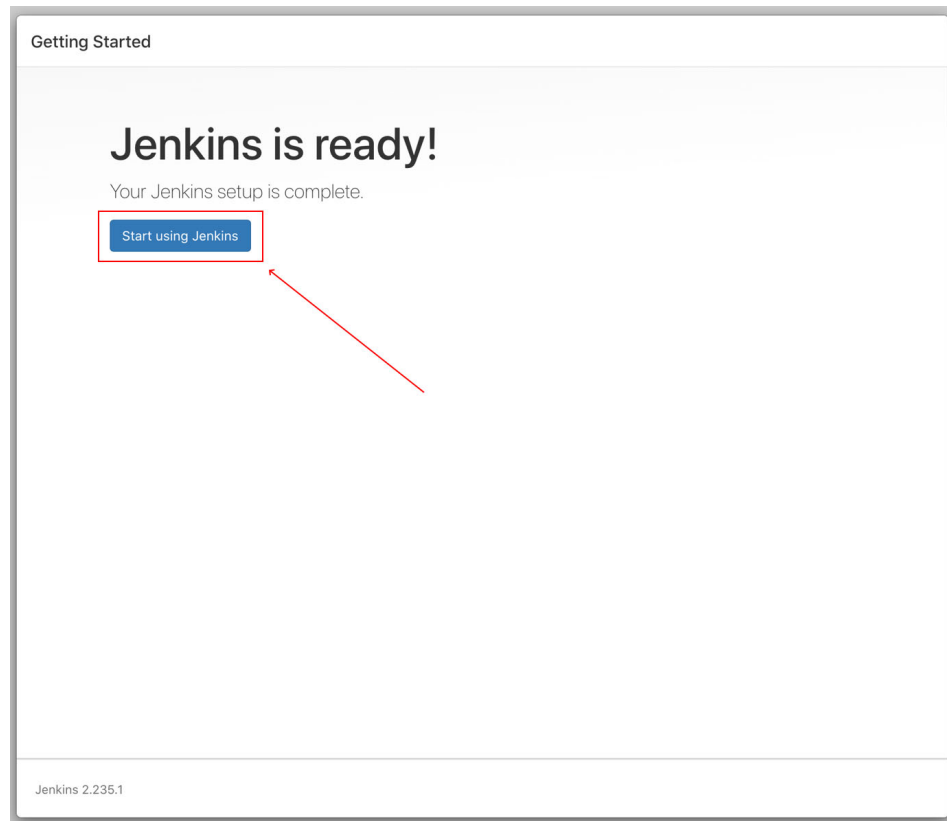 Getting Started
Jenkins is ready!
Your Jenkins setup is complete.
Start using Jenkins
Jenkins 2.235.1